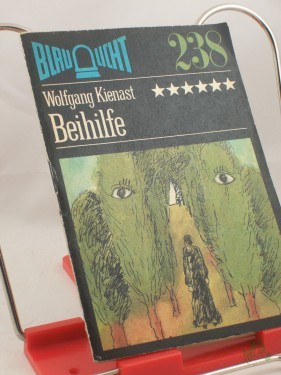 BLAULICHT
238
Wolfgang Kienast
Beihilfe